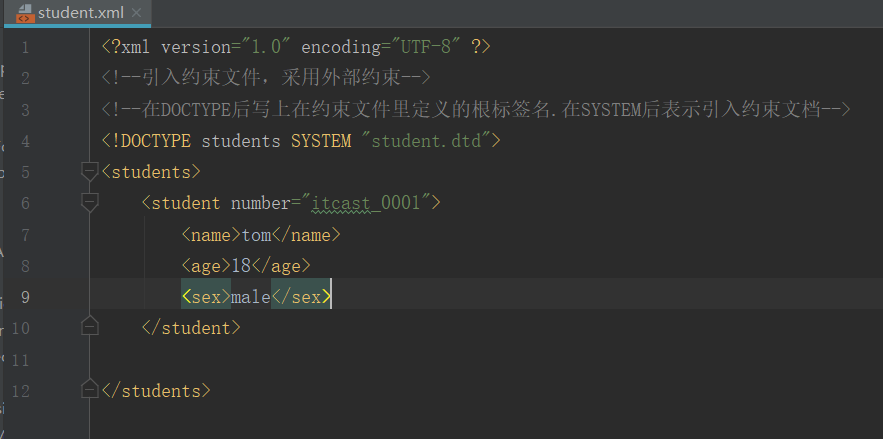 student.xml
1 <?xml version="1.0" encoding="UTF-8" ?>
2 <!--引入约束文件，采用外部约束-->
3 <!--在DOCTYPE后写上在约束文件里定义的根标签名.在SYSTEM后表示引入约束文档-->
4 <!DOCTYPE students SYSTEM "student.dtd">
5 <students>
6 <student number="itcast_0001">
7 <name>tom</name>
8 <age>18</age>
9 <sex>male</sex>
10 </student>
11
12 </students>